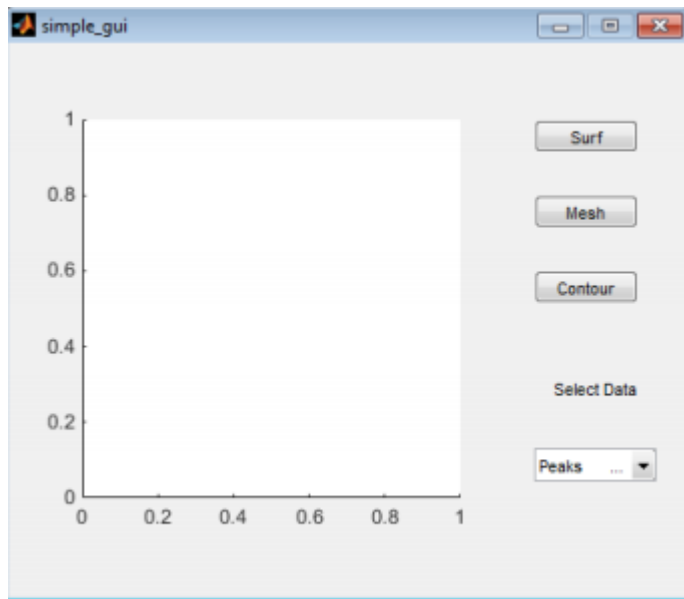 simple_gui
1
0.8
0.6
0.4
0.2
0
0 0.2 0.4 0.6 0.8 1
Surf
Mesh
Contour
Select Data
Peaks ...